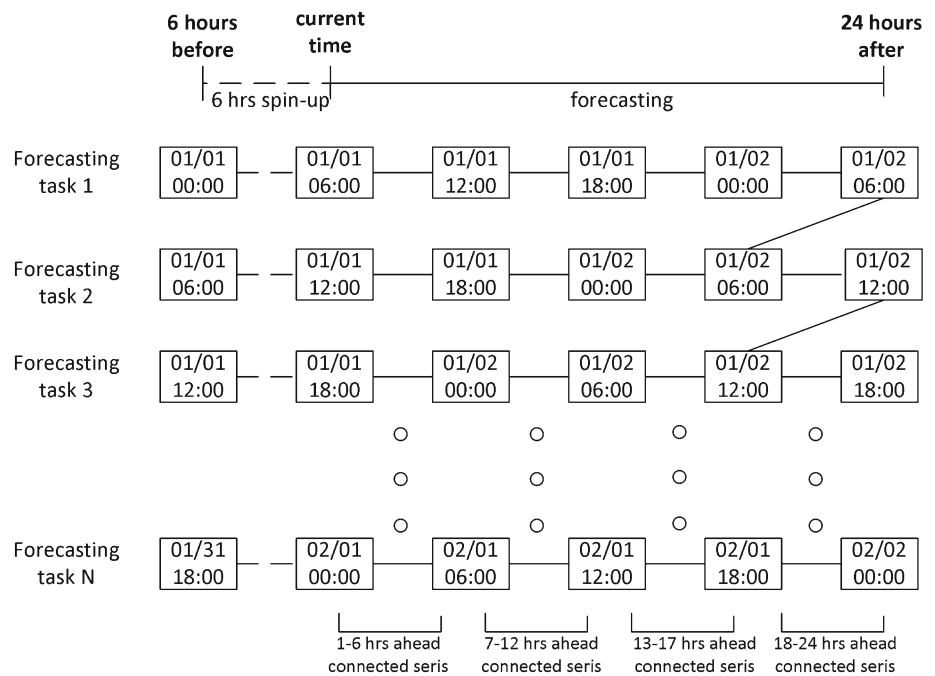 6 hours
before
current
time
24 hours
after
6 hrs spin-up
forecasting
Forecasting
task 1
01/01
00:00
01/01
06:00
01/01
12:00
01/01
18:00
01/02
00:00
01/02
06:00
Forecasting
task 2
01/01
06:00
01/01
12:00
01/01
18:00
01/02
00:00
01/02
06:00
01/02
12:00
Forecasting
task 3
01/01
12:00
01/01
18:00
01/02
00:00
01/02
06:00
01/02
12:00
01/02
18:00
Forecasting
task N
01/31
18:00
02/01
00:00
02/01
06:00
02/01
12:00
02/01
18:00
02/02
00:00
1-6 hrs ahead
connected seris
7-12 hrs ahead
connected seris
13-17 hrs ahead
connected seris
18-24 hrs ahead
connected seris